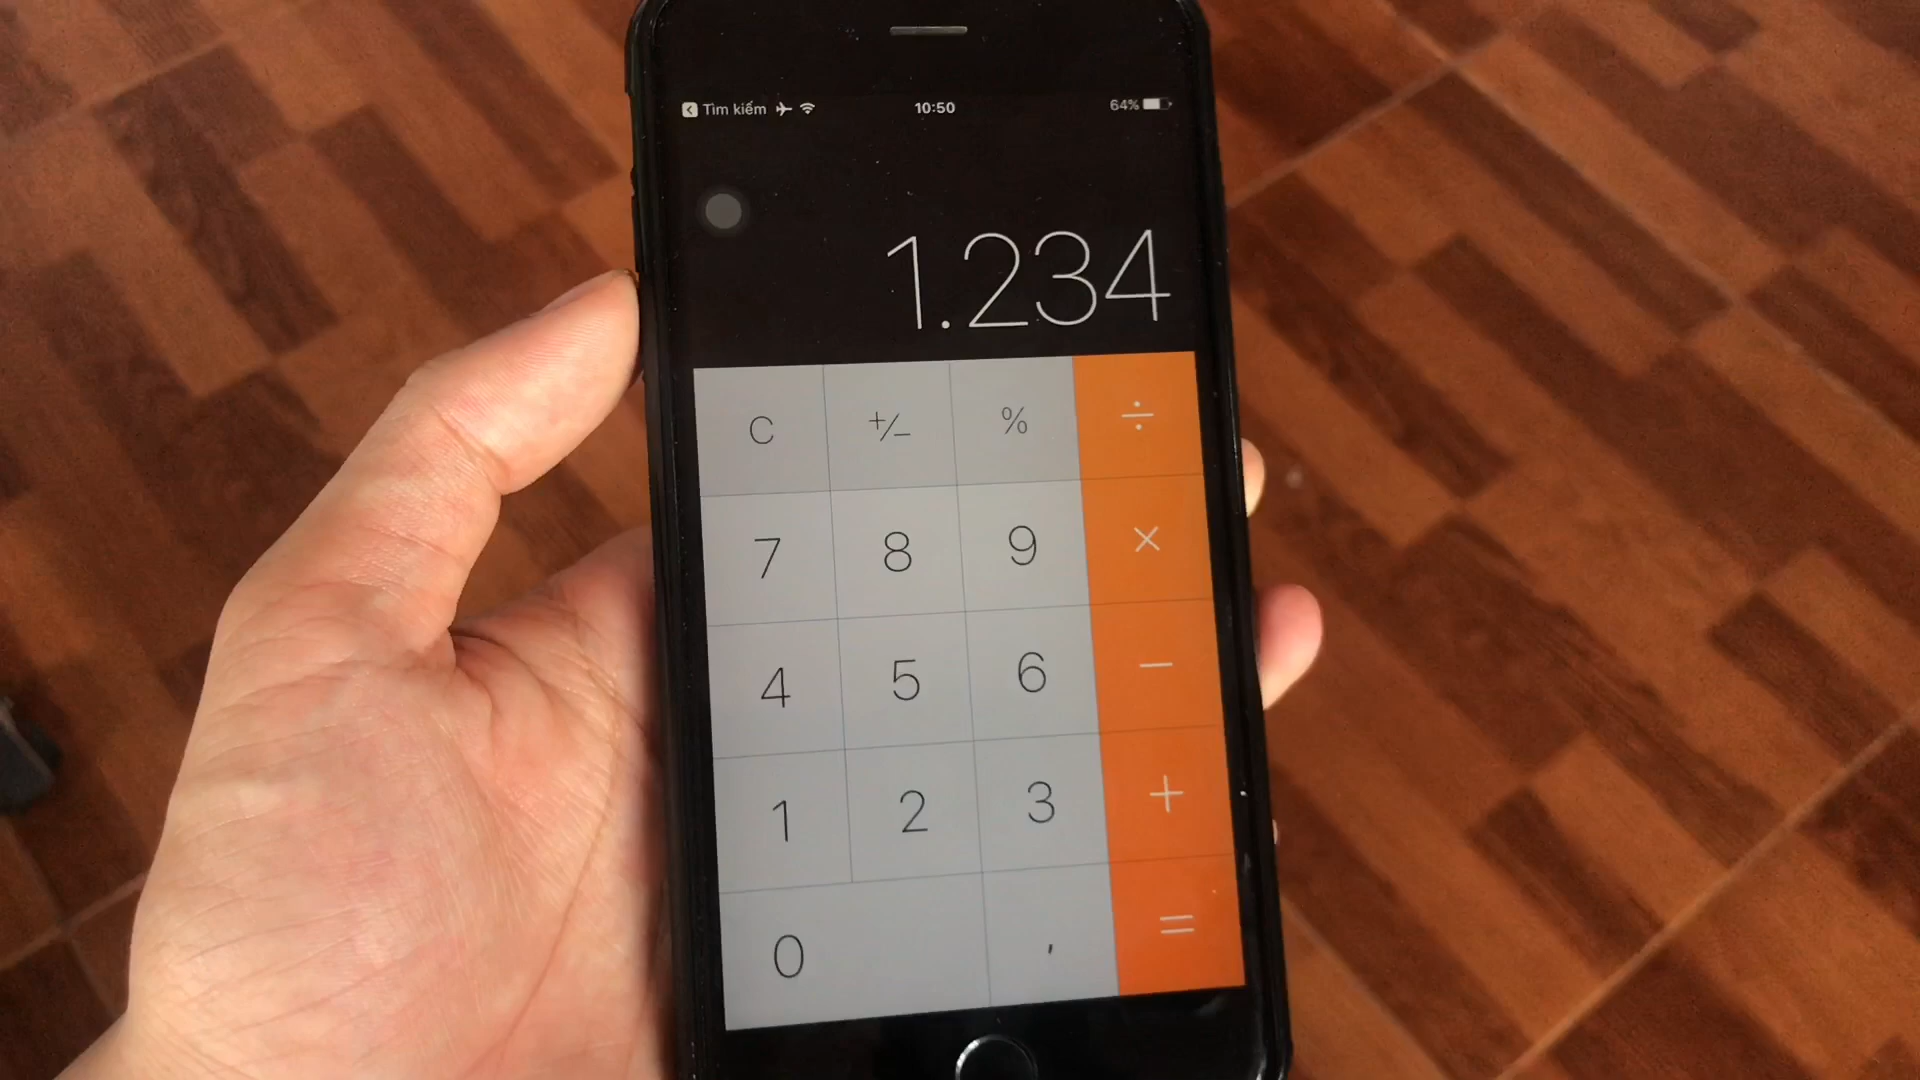 Tìm kiếm 10:50 64%
1.234
C +/- % ÷
7 8 9 ×
4 5 6 −
1 2 3 +
0 , =